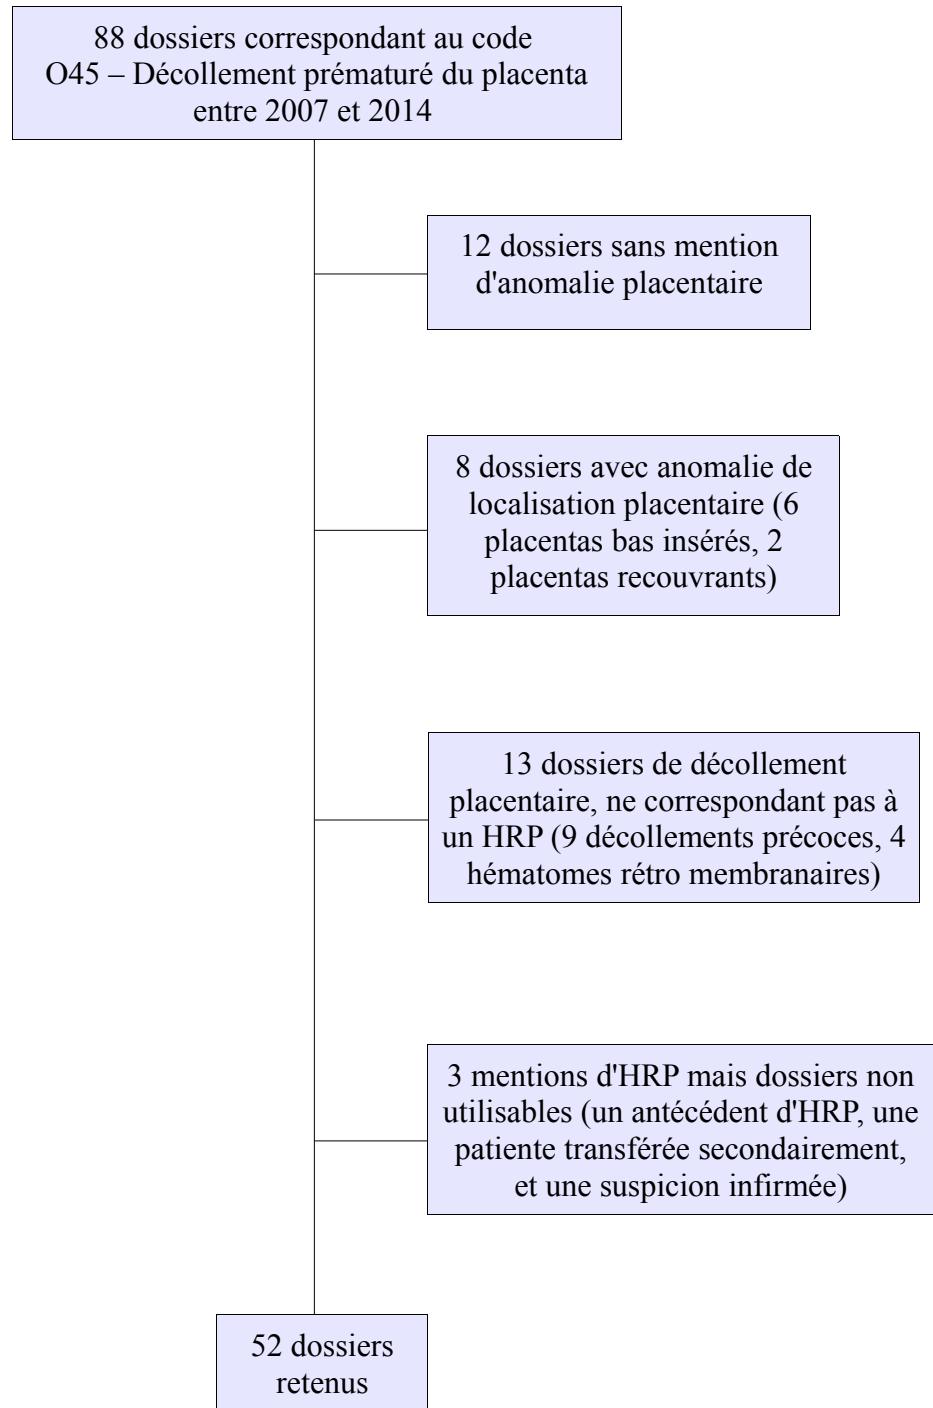 88 dossiers correspondant au code
O45 – Décollement prématuré du placenta
entre 2007 et 2014
12 dossiers sans mention
d'anomalie placentaire
8 dossiers avec anomalie de
localisation placentaire (6
placentas bas insérés, 2
placentas recouvrants)
13 dossiers de décollement
placentaire, ne correspondant pas à
un HRP (9 décollements précoces, 4
hématomes rétro membranaires)
3 mentions d'HRP mais dossiers non
utilisables (un antécédent d'HRP, une
patiente transférée secondairement,
et une suspicion infirmée)
52 dossiers
retenus